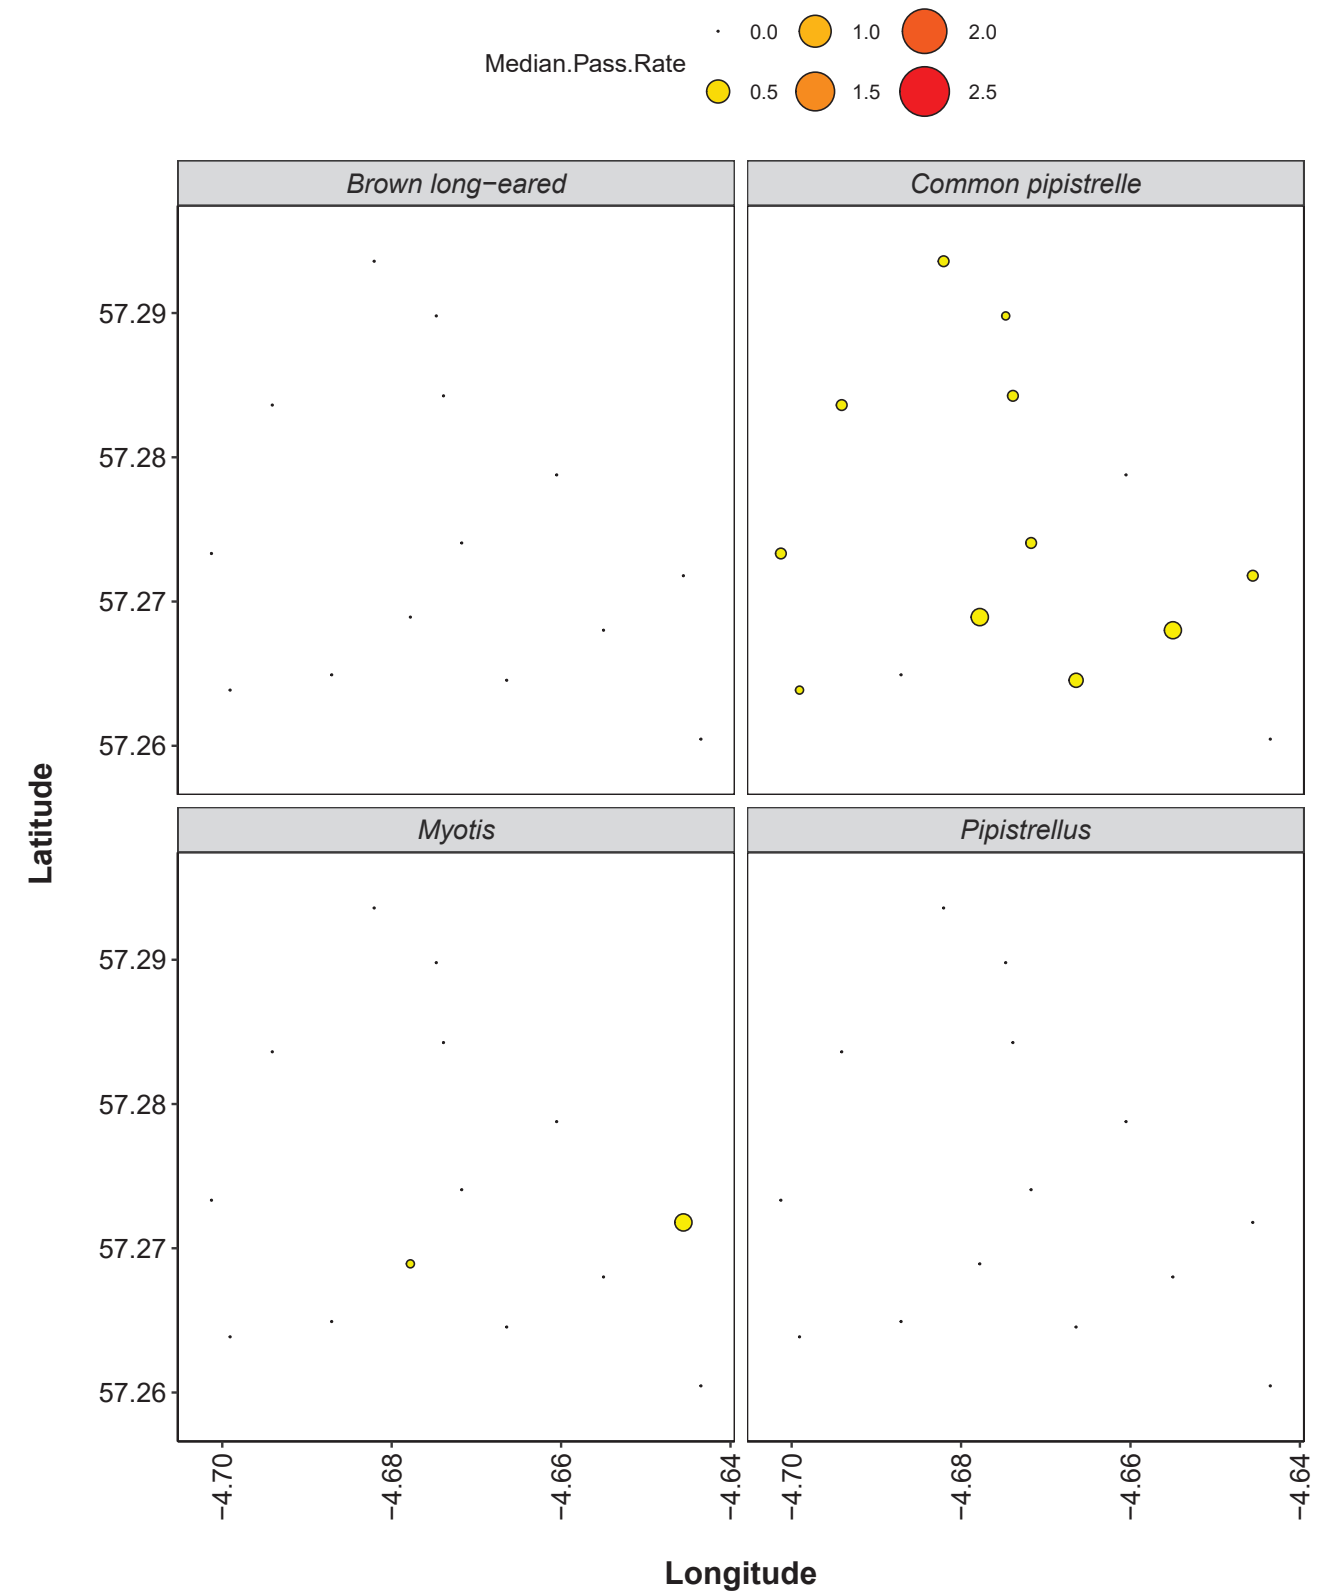 0.0 1.0 2.0
Median.Pass.Rate
0.5 1.5 2.5
Brown long−eared Common pipistrelle
57.29
57.28
57.27
57.26
Latitude
Myotis Pipistrellus
57.29
57.28
57.27
57.26
−4.70 −4.68 −4.66 −4.64 −4.70 −4.68 −4.66 −4.64
Longitude